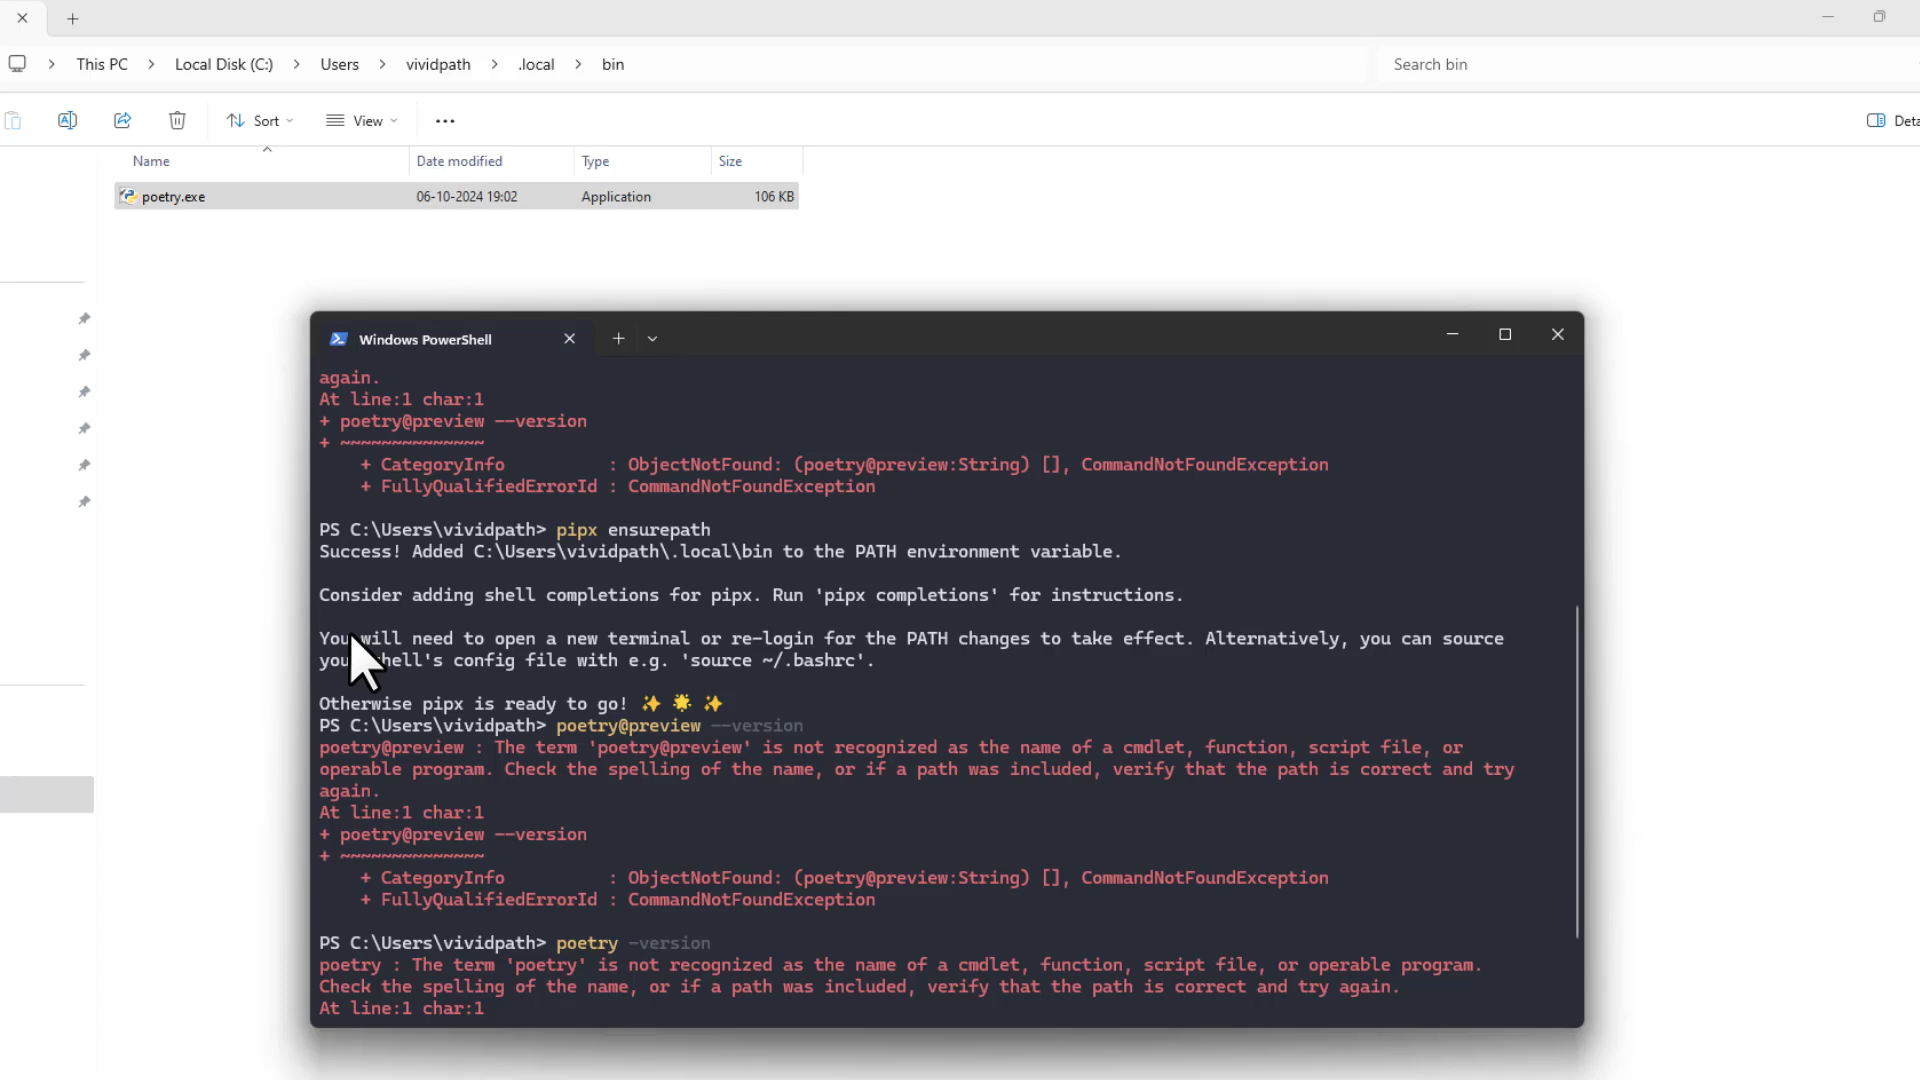 This PC > Local Disk (C:) > Users > vividpath > .local > bin
Search bin
Sort
View
Deta
Name Date modified Type Size
poetry.exe 06-10-2024 19:02 Application 106 KB
Windows PowerShell
again.
At line:1 char:1
+ poetry@preview --version
+ ~~~~~~~~~~~~~~
+ CategoryInfo : ObjectNotFound: (poetry@preview:String) [], CommandNotFoundException
+ FullyQualifiedErrorId : CommandNotFoundException
PS C:\Users\vividpath> pipx ensurepath
Success! Added C:\Users\vividpath\.local\bin to the PATH environment variable.
Consider adding shell completions for pipx. Run 'pipx completions' for instructions.
You will need to open a new terminal or re-login for the PATH changes to take effect. Alternatively, you can source
hell's config file with e.g. 'source ~/.bashrc'.
Otherwise pipx is ready to go! ✨ 🌟 ✨
PS C:\Users\vividpath> poetry@preview --version
poetry@preview : The term 'poetry@preview' is not recognized as the name of a cmdlet, function, script file, or
operable program. Check the spelling of the name, or if a path was included, verify that the path is correct and try
again.
At line:1 char:1
+ poetry@preview --version
+ ~~~~~~~~~~~~~~
+ CategoryInfo : ObjectNotFound: (poetry@preview:String) [], CommandNotFoundException
+ FullyQualifiedErrorId : CommandNotFoundException
PS C:\Users\vividpath> poetry -version
poetry : The term 'poetry' is not recognized as the name of a cmdlet, function, script file, or operable program.
Check the spelling of the name, or if a path was included, verify that the path is correct and try again.
At line:1 char:1